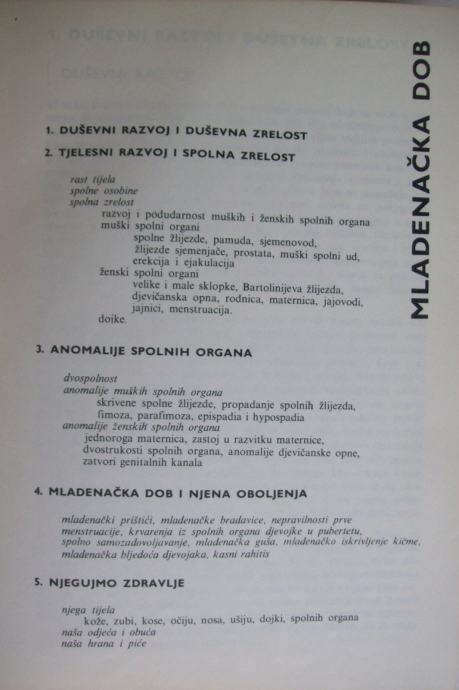 MLADENAČKA DOB
1. DUŠEVNI RAZVOJ I DUŠEVNA ZRELOST
2. TJELESNI RAZVOJ I SPOLNA ZRELOST
rast tijela
spolne osobine
spolna zrelost
razvoj i podudarnost muških i ženskih spolnih organa
muški spolni organi
spolne žlijezde, pamuda, sjemenovod,
žlijezde sjemenjače, prostata, muški spolni ud,
erekcija i ejakulacija
ženski spolni organi
velike i male sklopke, Bartolinijeva žlijezda,
djevičanska opna, rodnica, maternica, jajovodi,
jajnici, menstruacija.
dojke.
3. ANOMALIJE SPOLNIH ORGANA
dvospolnost
anomalije muških spolnih organa
skrivene spolne žlijezde, propadanje spolnih žlijezda,
fimoza, parafimoza, epispadia i hypospadia
anomalije ženskih spolnih organa
jednoroga maternica, zastoj u razvitku maternice,
dvostrukosti spolnih organa, anomalije djevičanske opne,
zatvori genitalnih kanala
4. MLADENAČKA DOB I NJENA OBOLJENJA
mladenački prištići, mladenačke bradavice, nepravilnosti prve
menstruacije, krvarenja iz spolnih organa djevojke u pubertetu,
spolno samozadovoljavanje, mladenačka guša, mladenačko iskrivljenje kičme,
mladenačka bljedoća djevojaka, kasni rahitis
5. NJEGUJMO ZDRAVLJE
njega tijela
kože, zubi, kose, očiju, nosa, ušiju, dojki, spolnih organa
naša odjeća i obuća
naša hrana i piće